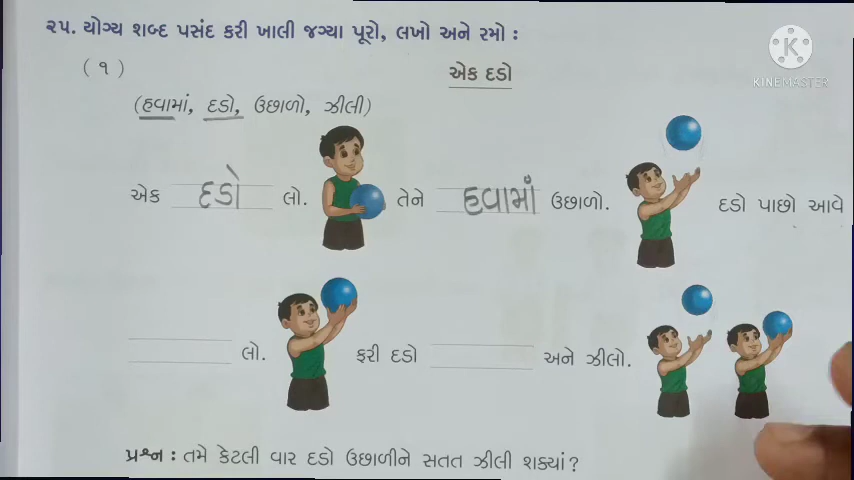 ૨૫. યોગ્ય શબ્દ પસંદ કરી ખાલી જગ્યા પૂરો, લખો અને રમો :
(૧)
એક દડો
(હવામાં, દડો, ઉછાળો, ઝીલી)
એક દડો લો. તેને હવામાં ઉછાળો. દડો પાછો આવે
લો. ફરી દડો અને ઝીલો.
પ્રશ્ન : તમે કેટલી વાર દડો ઉછાળીને સતત ઝીલી શક્યાં?
KINEMASTER